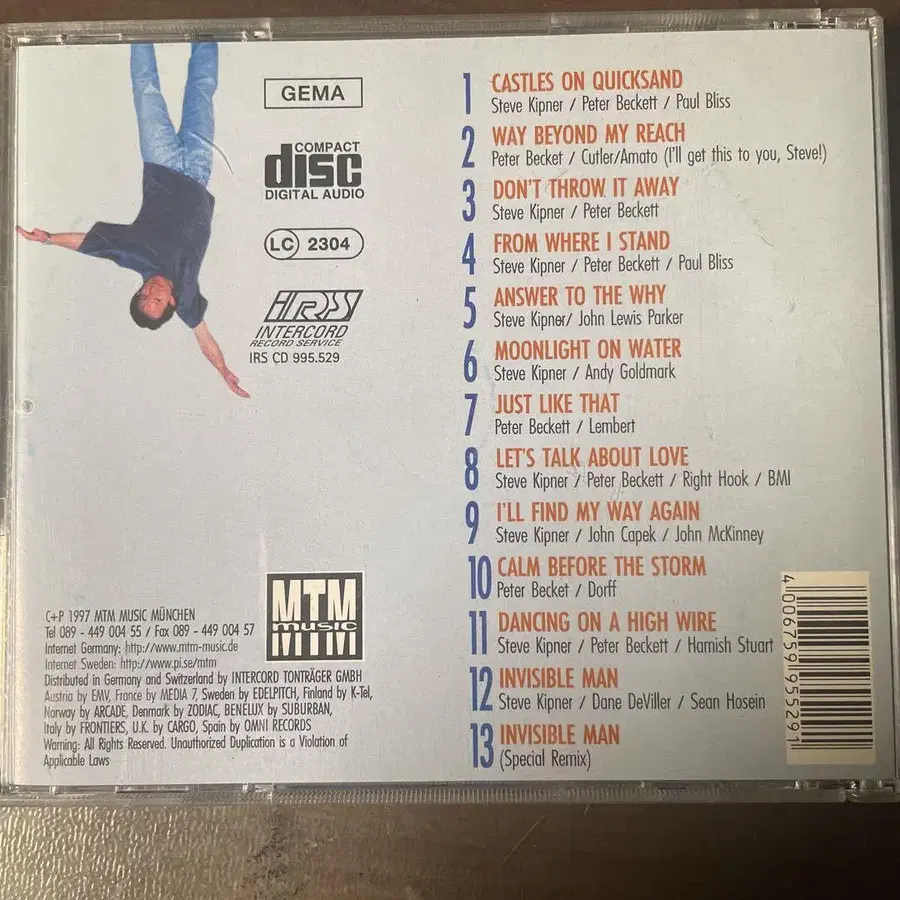 GEMA
COMPACT
disc
DIGITAL AUDIO
LC 2304
IRS
INTERCORD
RECORD SERVICE
IRS CD 995.529
1 CASTLES ON QUICKSAND
Steve Kipner / Peter Beckett / Paul Bliss
2 WAY BEYOND MY REACH
Peter Becket / Cutler/Amato (I'll get this to you, Steve!)
3 DON'T THROW IT AWAY
Steve Kipner / Peter Beckett
4 FROM WHERE I STAND
Steve Kipner / Peter Beckett / Paul Bliss
5 ANSWER TO THE WHY
Steve Kipner/ John Lewis Parker
6 MOONLIGHT ON WATER
Steve Kipner / Andy Goldmark
7 JUST LIKE THAT
Peter Beckett / Lembert
8 LET'S TALK ABOUT LOVE
Steve Kipner / Peter Beckett / Right Hook / BMI
9 I'LL FIND MY WAY AGAIN
Steve Kipner / John Capek / John McKinney
10 CALM BEFORE THE STORM
Peter Becket / Dorff
11 DANCING ON A HIGH WIRE
Steve Kipner / Peter Beckett / Hamish Stuart
12 INVISIBLE MAN
Steve Kipner / Dane DeViller / Sean Hosein
13 INVISIBLE MAN
(Special Remix)
MTM
music
MTM
C+P 1997 MTM MUSIC MÜNCHEN
Tel 089 - 449 004 55 / Fax 089 - 449 004 57
Internet Germany: http://www.mtm-music.de
Internet Sweden: http://www.pi.se/mtm
Distributed in Germany and Switzerland by INTERCORD TONTRÄGER GMBH
Austria by EMV, France by MEDIA 7, Sweden by EDELPITCH, Finland by K-Tel,
Norway by ARCADE, Denmark by ZODIAC, BENELUX by SUBURBAN,
Italy by FRONTIERS, U.K. by CARGO, Spain by OMNI RECORDS
Warning: All Rights Reserved. Unauthorized Duplication is a Violation of
Applicable Laws
4 006759 955291